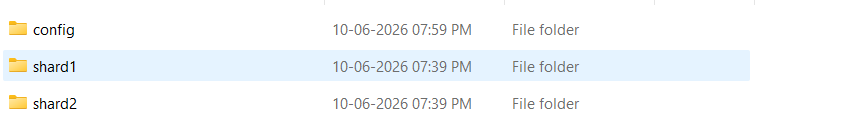 config 10-06-2026 07:59 PM File folder
shard1 10-06-2026 07:39 PM File folder
shard2 10-06-2026 07:39 PM File folder